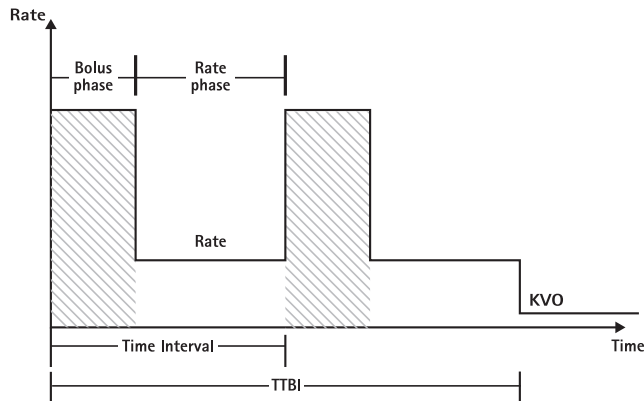 Rate
Bolus
phase
Rate
phase
Rate
KVO
Time Interval
Time
TTBI